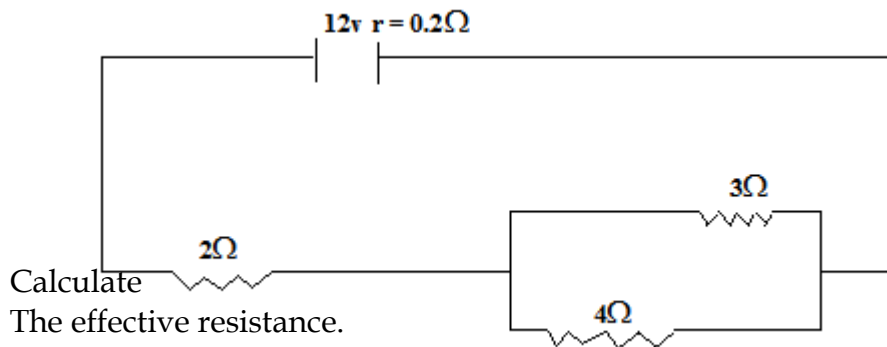 12v r = 0.2Ω
3Ω
2Ω
4Ω
Calculate
The effective resistance.